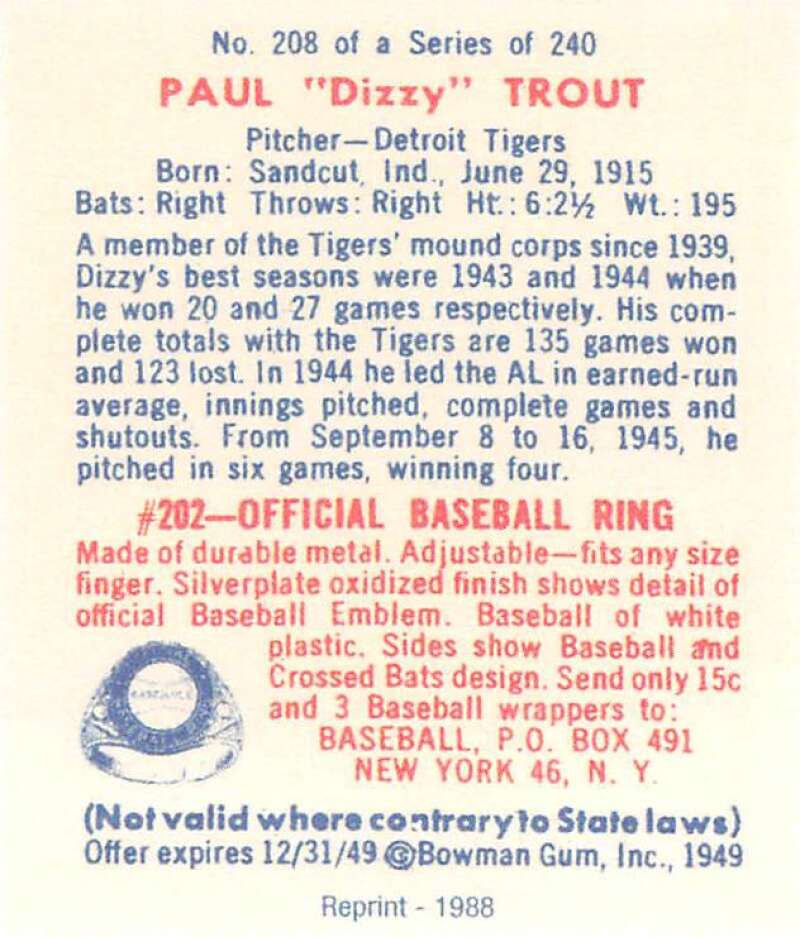 No. 208 of a Series of 240
PAUL "Dizzy" TROUT
Pitcher—Detroit Tigers
Born: Sandcut, Ind., June 29, 1915
Bats: Right Throws: Right Ht.: 6:2½ Wt.: 195
A member of the Tigers' mound corps since 1939,
Dizzy's best seasons were 1943 and 1944 when
he won 20 and 27 games respectively. His com-
plete totals with the Tigers are 135 games won
and 123 lost. In 1944 he led the AL in earned-run
average, innings pitched, complete games and
shutouts. From September 8 to 16, 1945, he
pitched in six games, winning four.
#202—OFFICIAL BASEBALL RING
Made of durable metal. Adjustable—fits any size
finger. Silverplate oxidized finish shows detail of
official Baseball Emblem. Baseball of white
plastic. Sides show Baseball and
Crossed Bats design. Send only 15c
and 3 Baseball wrappers to:
BASEBALL, P.O. BOX 491
NEW YORK 46, N. Y.
(Not valid where contrary to State laws)
Offer expires 12/31/49 ©Bowman Gum, Inc., 1949
Reprint - 1988